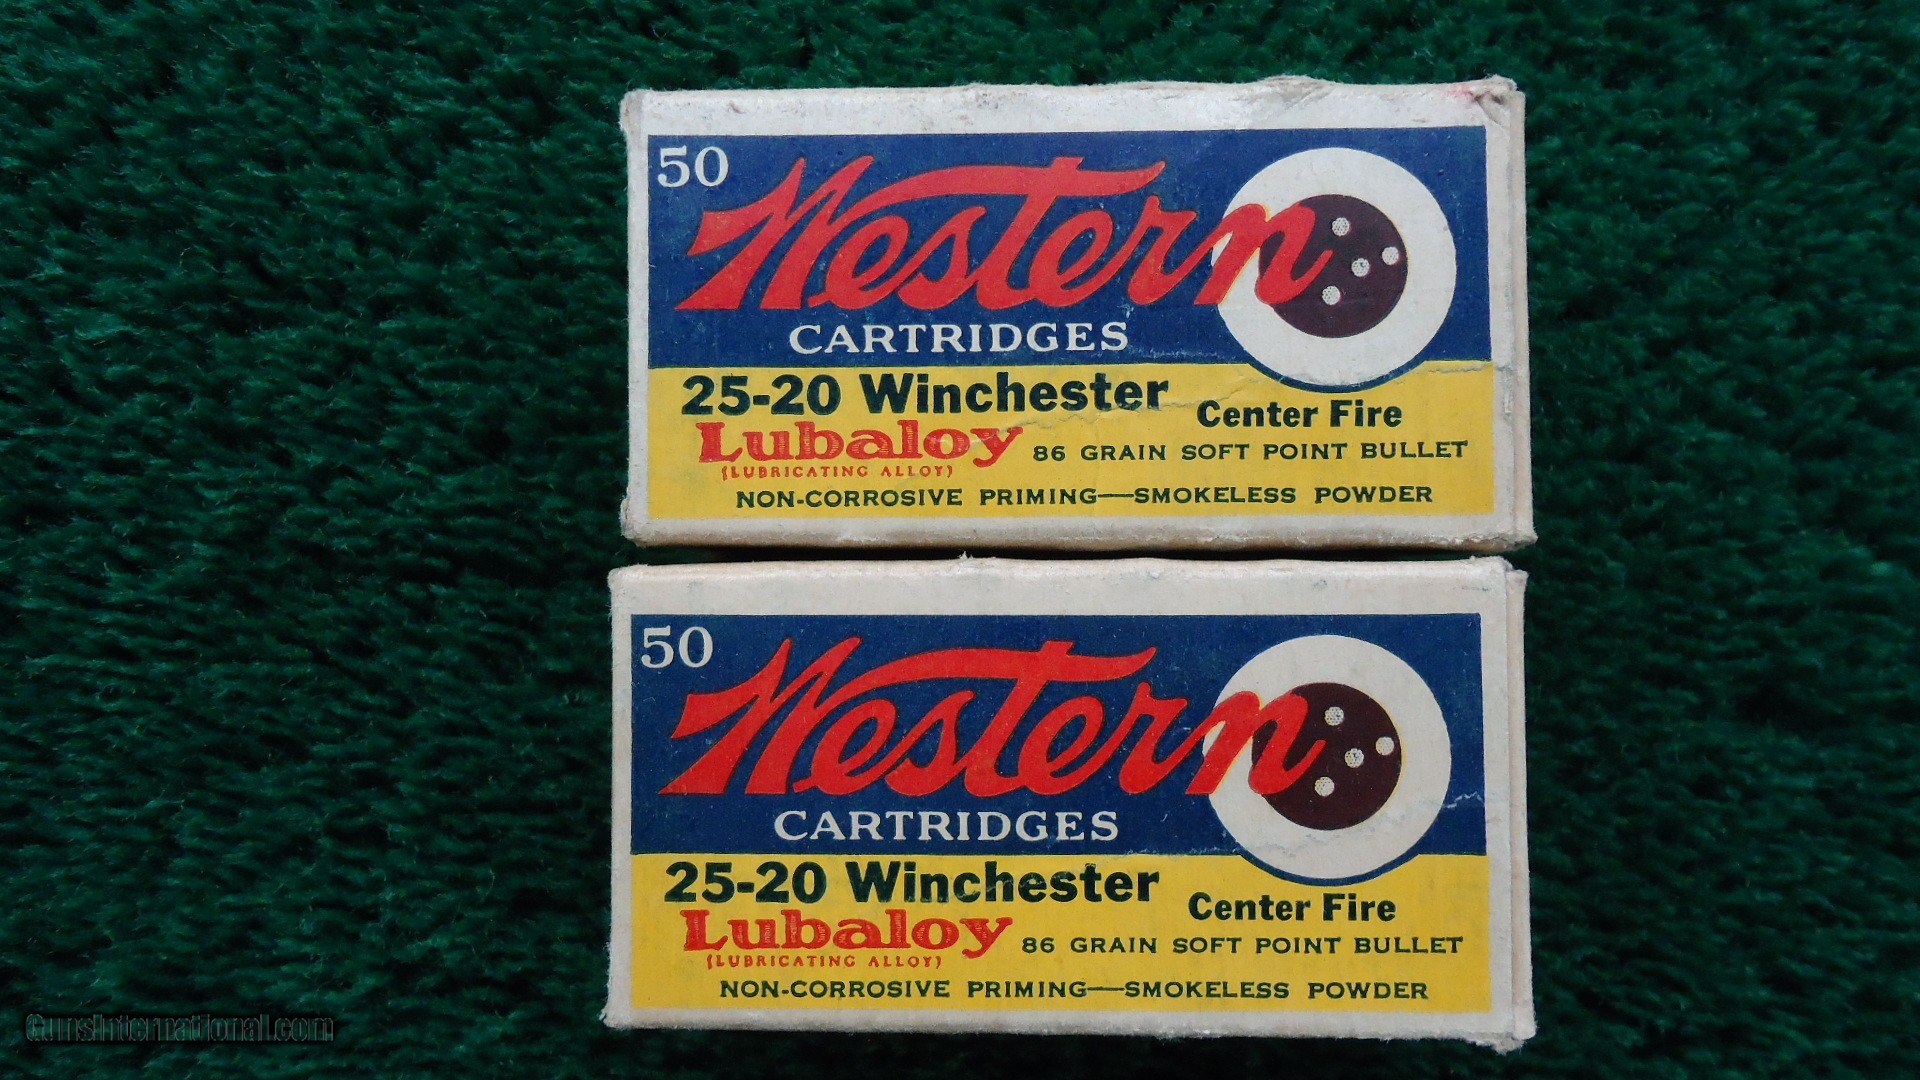 50
Western
CARTRIDGES
25-20 Winchester
Center Fire
Lubaloy
86 GRAIN SOFT POINT BULLET
(LUBRICATING ALLOY)
NON-CORROSIVE PRIMING—SMOKELESS POWDER
50
Western
CARTRIDGES
25-20 Winchester
Center Fire
Lubaloy
86 GRAIN SOFT POINT BULLET
(LUBRICATING ALLOY)
NON-CORROSIVE PRIMING—SMOKELESS POWDER
GunsInternational.com